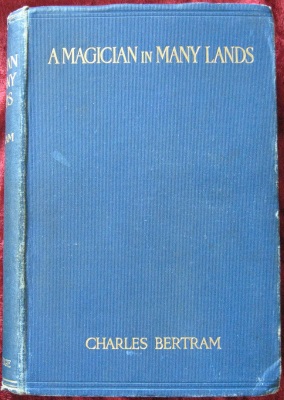 A MAGICIAN IN MANY LANDS
CHARLES BERTRAM